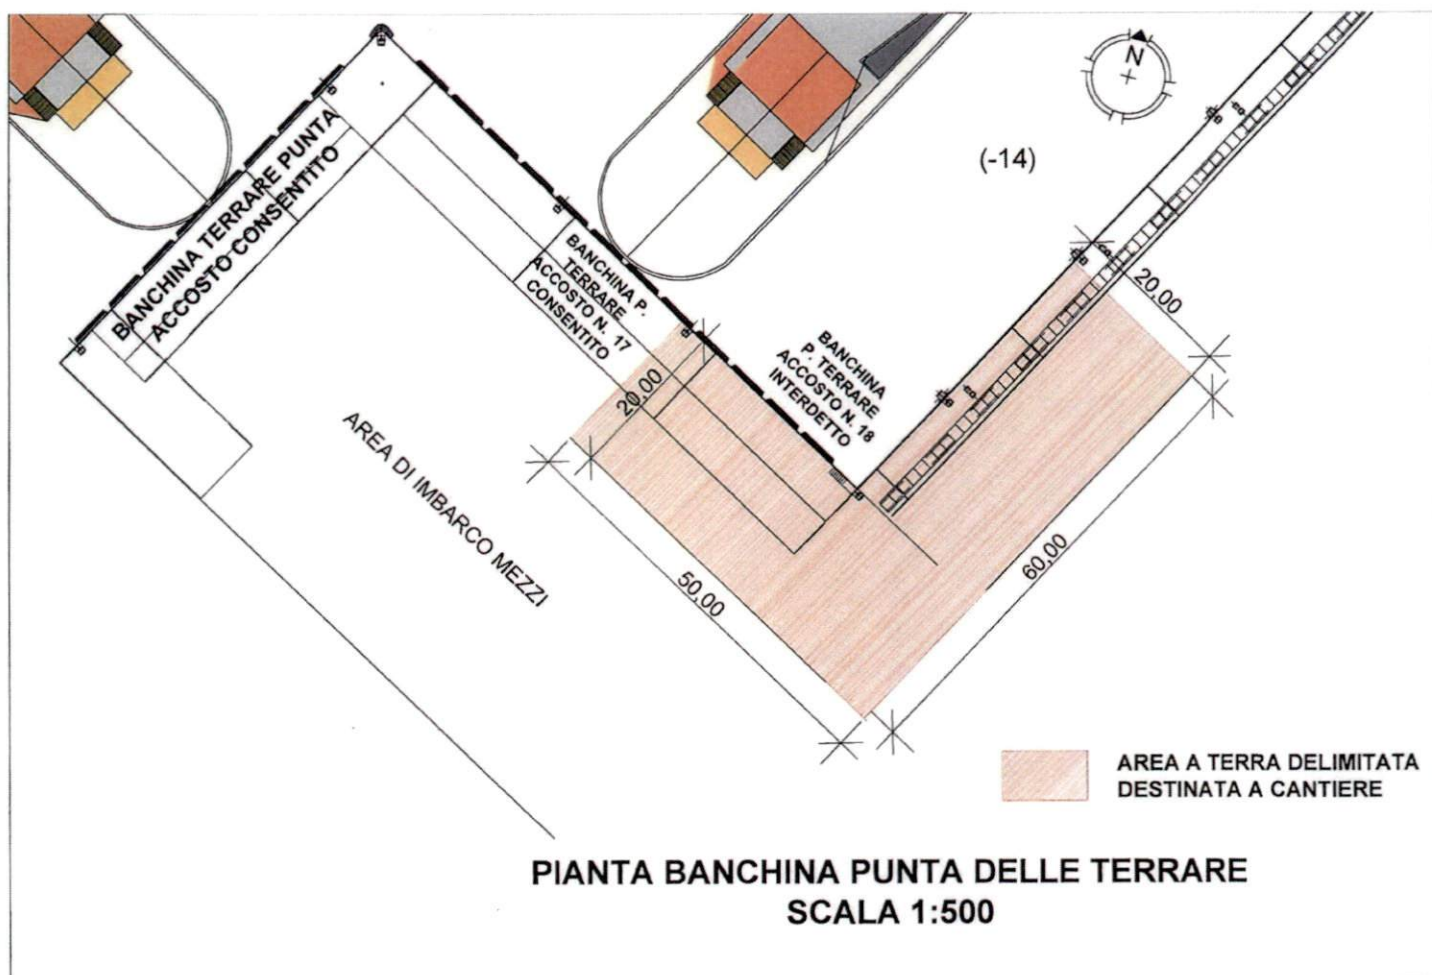 N
(-14)
BANCHINA TERRARE PUNTA
ACCOSTO CONSENTITO
BANCHINA P.
TERRARE
ACCOSTO N. 17
CONSENTITO
BANCHINA
P. TERRARE
ACCOSTO N. 18
INTERDETTO
20,00
20,00
AREA DI IMBARCO MEZZI
50,00
60,00
AREA A TERRA DELIMITATA
DESTINATA A CANTIERE
PIANTA BANCHINA PUNTA DELLE TERRARE
SCALA 1:500